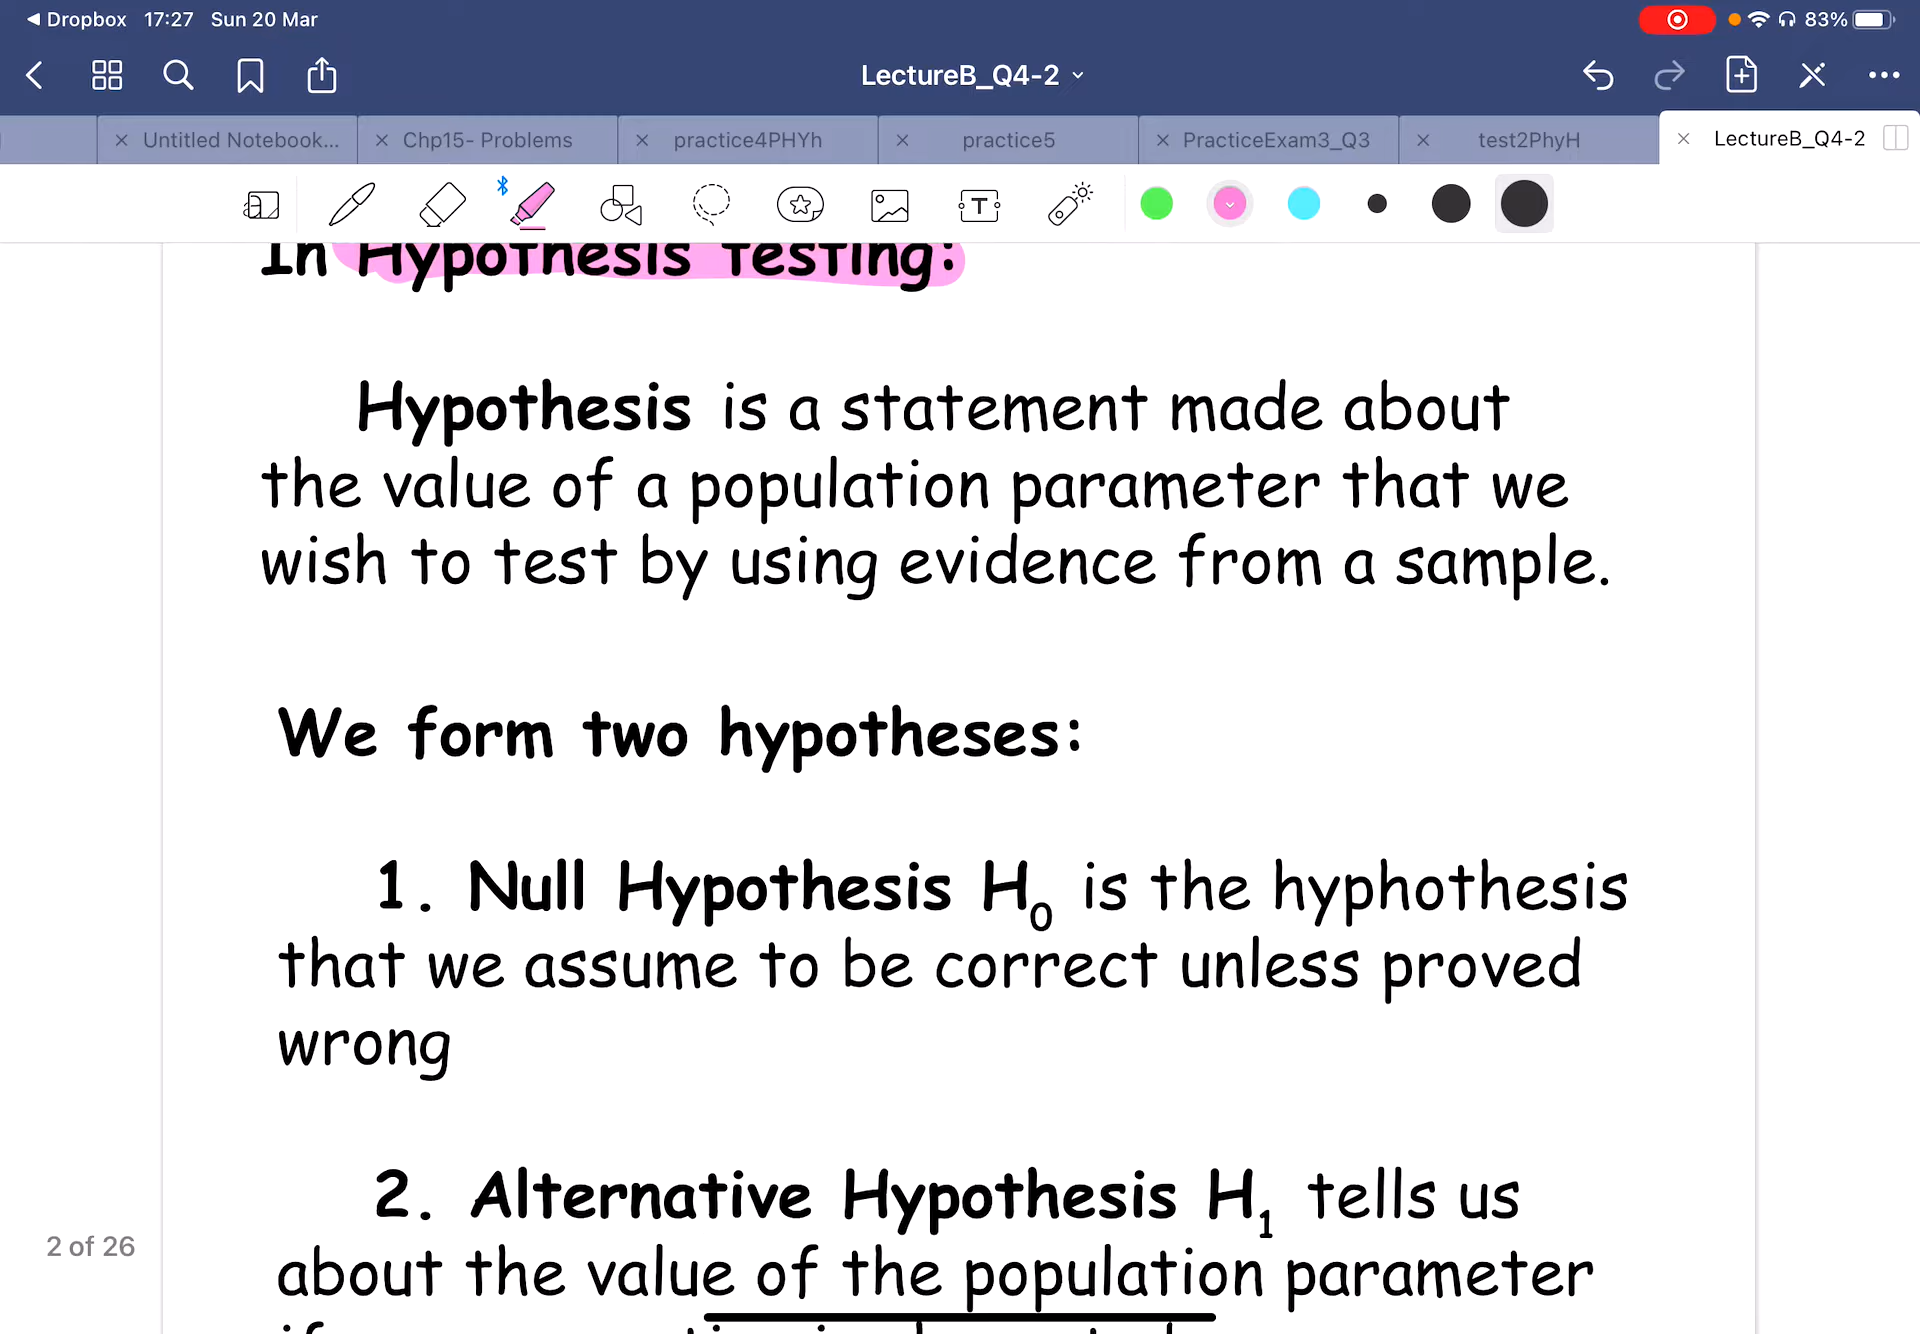 Dropbox 17:27 Sun 20 Mar 83%
LectureB_Q4-2
Untitled Notebook... Chp15- Problems practice4PHYh practice5 PracticeExam3_Q3 test2PhyH LectureB_Q4-2
In Hypothesis Testing:
Hypothesis is a statement made about
the value of a population parameter that we
wish to test by using evidence from a sample.
We form two hypotheses:
1. Null Hypothesis H₀ is the hyphothesis
that we assume to be correct unless proved
wrong
2. Alternative Hypothesis H₁ tells us
about the value of the population parameter
2 of 26